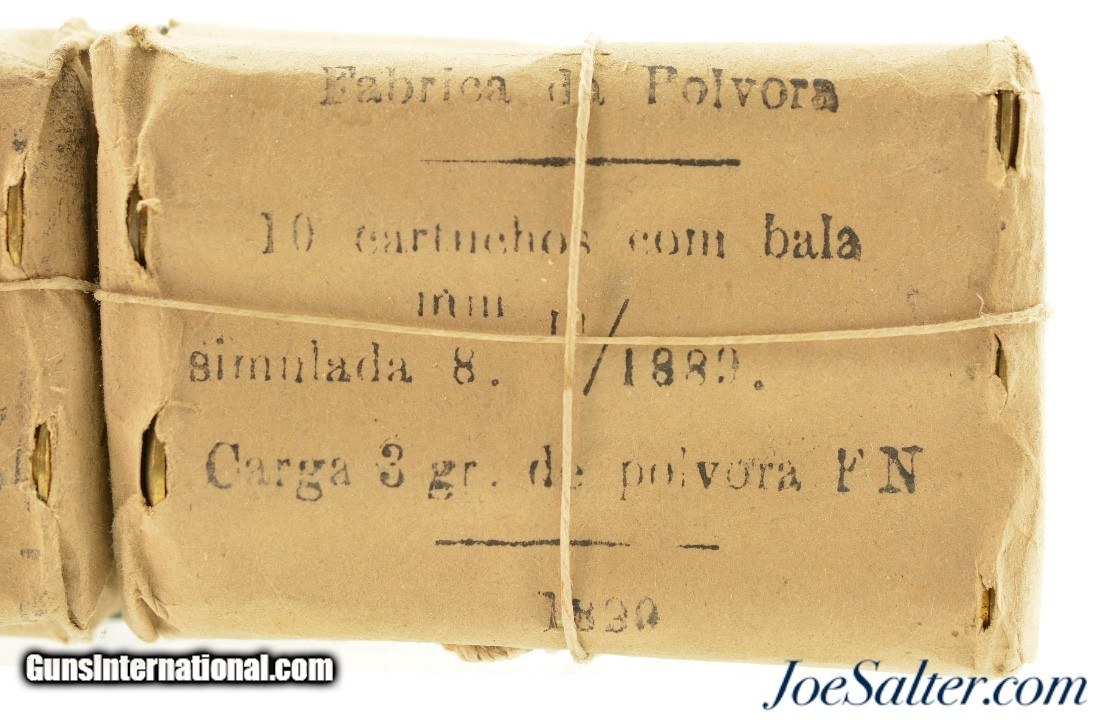 Fabrica da Polvora
10 cartuchos com bala
mm m
simulada 8. /1889.
Carga 3 gr. de polvora FN
1890
GunsInternational.com
JoeSalter.com